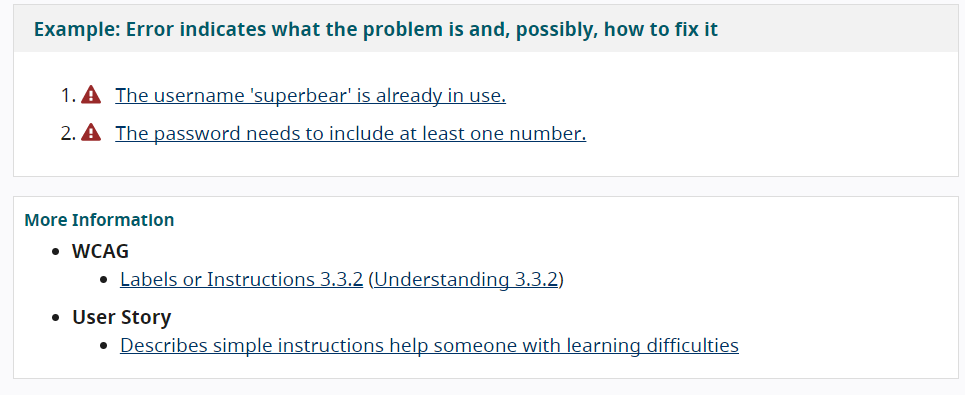 Example: Error indicates what the problem is and, possibly, how to fix it
1. The username 'superbear' is already in use.
2. The password needs to include at least one number.
More Information
• WCAG
• Labels or Instructions 3.3.2 (Understanding 3.3.2)
• User Story
• Describes simple instructions help someone with learning difficulties